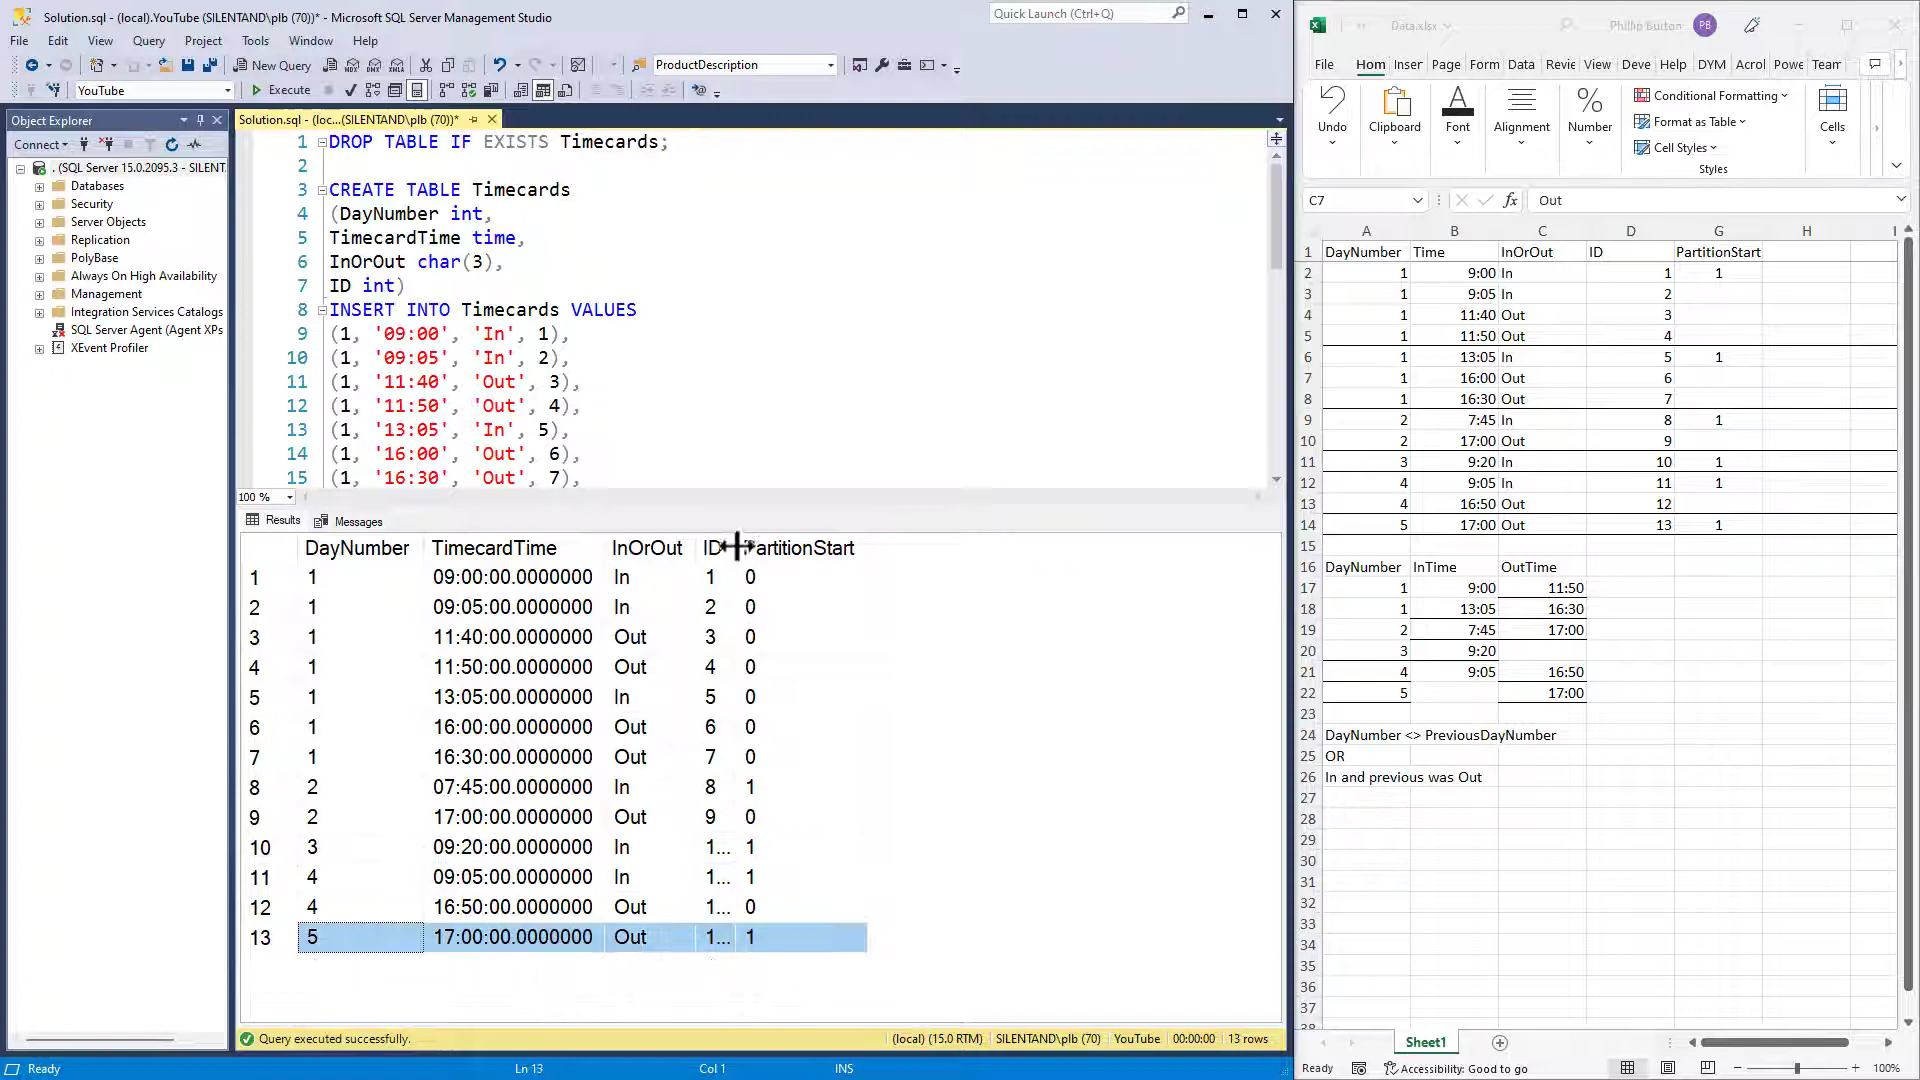 Solution.sql - (local).YouTube (SILENTAND\plb (70))* - Microsoft SQL Server Management Studio
Quick Launch (Ctrl+Q)
File Edit View Query Project Tools Window Help
New Query
ProductDescription
YouTube
Execute
Object Explorer
Connect
. (SQL Server 15.0.2095.3 - SILENT
Databases
Security
Server Objects
Replication
PolyBase
Always On High Availability
Management
Integration Services Catalogs
SQL Server Agent (Agent XPs
XEvent Profiler
Solution.sql - (loc...(SILENTAND\plb (70))*
1 DROP TABLE IF EXISTS Timecards;
2
3 CREATE TABLE Timecards
4 (DayNumber int,
5 TimecardTime time,
6 InOrOut char(3),
7 ID int)
8 INSERT INTO Timecards VALUES
9 (1, '09:00', 'In', 1),
10 (1, '09:05', 'In', 2),
11 (1, '11:40', 'Out', 3),
12 (1, '11:50', 'Out', 4),
13 (1, '13:05', 'In', 5),
14 (1, '16:00', 'Out', 6),
15 (1, '16:30', 'Out', 7),
100 %
Results Messages
DayNumber TimecardTime InOrOut ID PartitionStart
1 1 09:00:00.0000000 In 1 0
2 1 09:05:00.0000000 In 2 0
3 1 11:40:00.0000000 Out 3 0
4 1 11:50:00.0000000 Out 4 0
5 1 13:05:00.0000000 In 5 0
6 1 16:00:00.0000000 Out 6 0
7 1 16:30:00.0000000 Out 7 0
8 2 07:45:00.0000000 In 8 1
9 2 17:00:00.0000000 Out 9 0
10 3 09:20:00.0000000 In 1... 1
11 4 09:05:00.0000000 In 1... 1
12 4 16:50:00.0000000 Out 1... 0
13 5 17:00:00.0000000 Out 1... 1
Query executed successfully.
(local) (15.0 RTM) SILENTAND\plb (70) YouTube 00:00:00 13 rows
Ready Ln 13 Col 1 INS
Data.xlsx
Phillip Burton PB
File Hom Inser Page Form Data Revie View Deve Help DYM Acrol Powe Team
Undo
Clipboard
Font
Alignment
Number
Conditional Formatting
Format as Table
Cell Styles
Styles
Cells
C7 fx Out
A B C D G H I
1 DayNumber Time InOrOut ID PartitionStart
2 1 9:00 In 1 1
3 1 9:05 In 2
4 1 11:40 Out 3
5 1 11:50 Out 4
6 1 13:05 In 5 1
7 1 16:00 Out 6
8 1 16:30 Out 7
9 2 7:45 In 8 1
10 2 17:00 Out 9
11 3 9:20 In 10 1
12 4 9:05 In 11 1
13 4 16:50 Out 12
14 5 17:00 Out 13 1
15
16 DayNumber InTime OutTime
17 1 9:00 11:50
18 1 13:05 16:30
19 2 7:45 17:00
20 3 9:20
21 4 9:05 16:50
22 5 17:00
23
24 DayNumber <> PreviousDayNumber
25 OR
26 In and previous was Out
27
28
29
30
31
32
33
34
35
36
37
38
Sheet1
Ready Accessibility: Good to go 100%